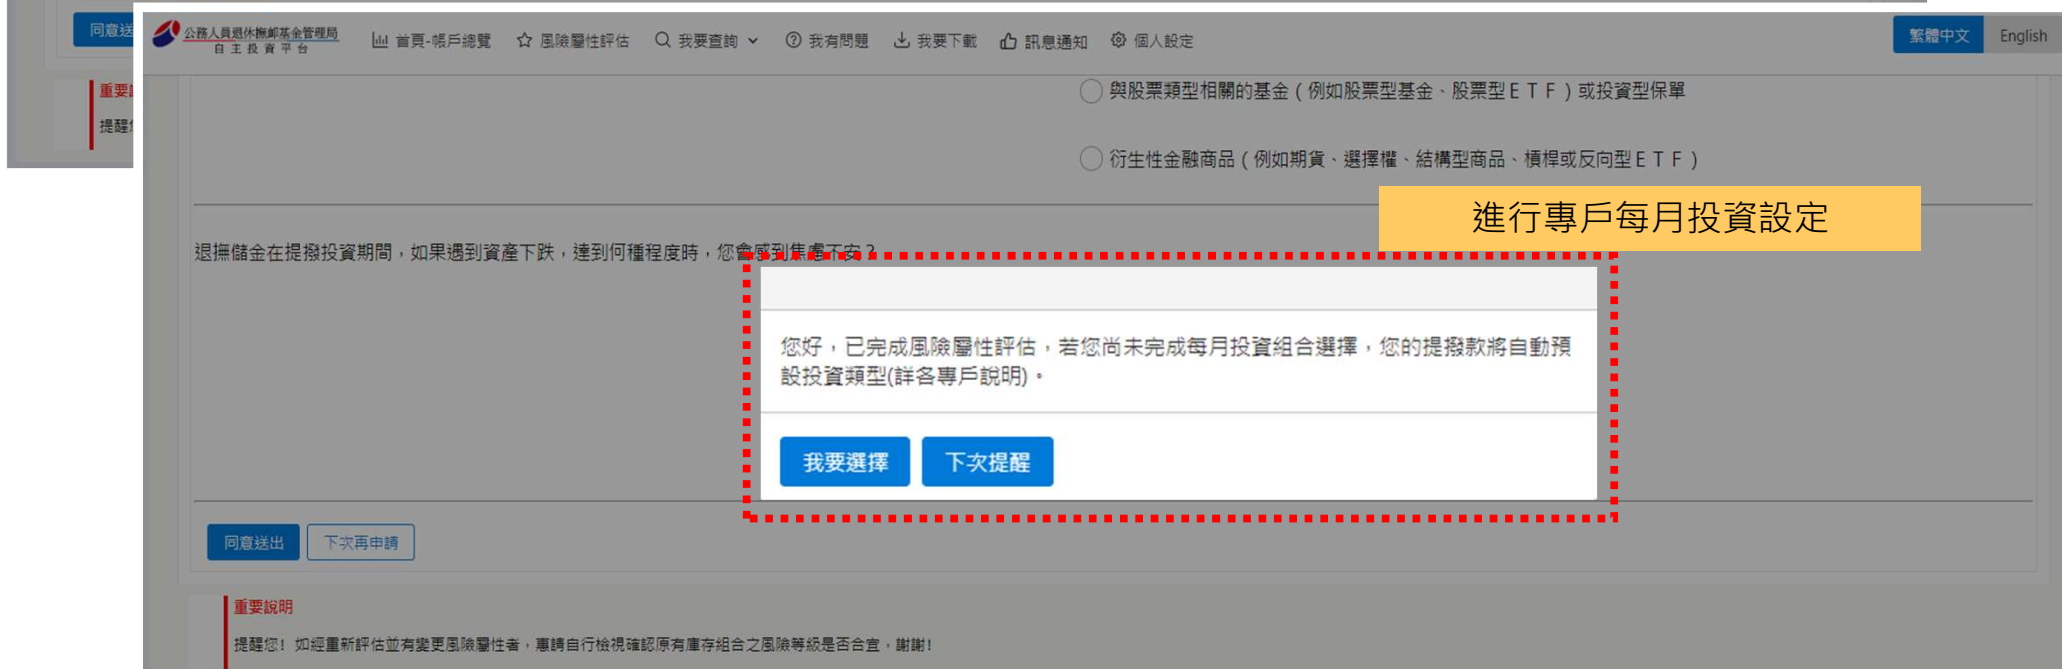 同意送
重要
提醒
公務人員退休撫卹基金管理局
自主投資平台
首頁-帳戶總覽
風險屬性評估
我要查詢
我有問題
我要下載
訊息通知
個人設定
繁體中文
English
與股票類型相關的基金(例如股票型基金、股票型ETF)或投資型保單
衍生性金融商品(例如期貨、選擇權、結構型商品、槓桿或反向型ETF)
進行專戶每月投資設定
退撫儲金在提撥投資期間,如果遇到資產下跌,達到何種程度時,您會感到焦慮不安?
您好,已完成風險屬性評估,若您尚未完成每月投資組合選擇,您的提撥款將自動預
設投資類型(詳各專戶說明)。
我要選擇
下次提醒
同意送出
下次再申請
重要說明
提醒您! 如經重新評估並有變更風險屬性者,惠請自行檢視確認原有庫存組合之風險等級是否合宜,謝謝!